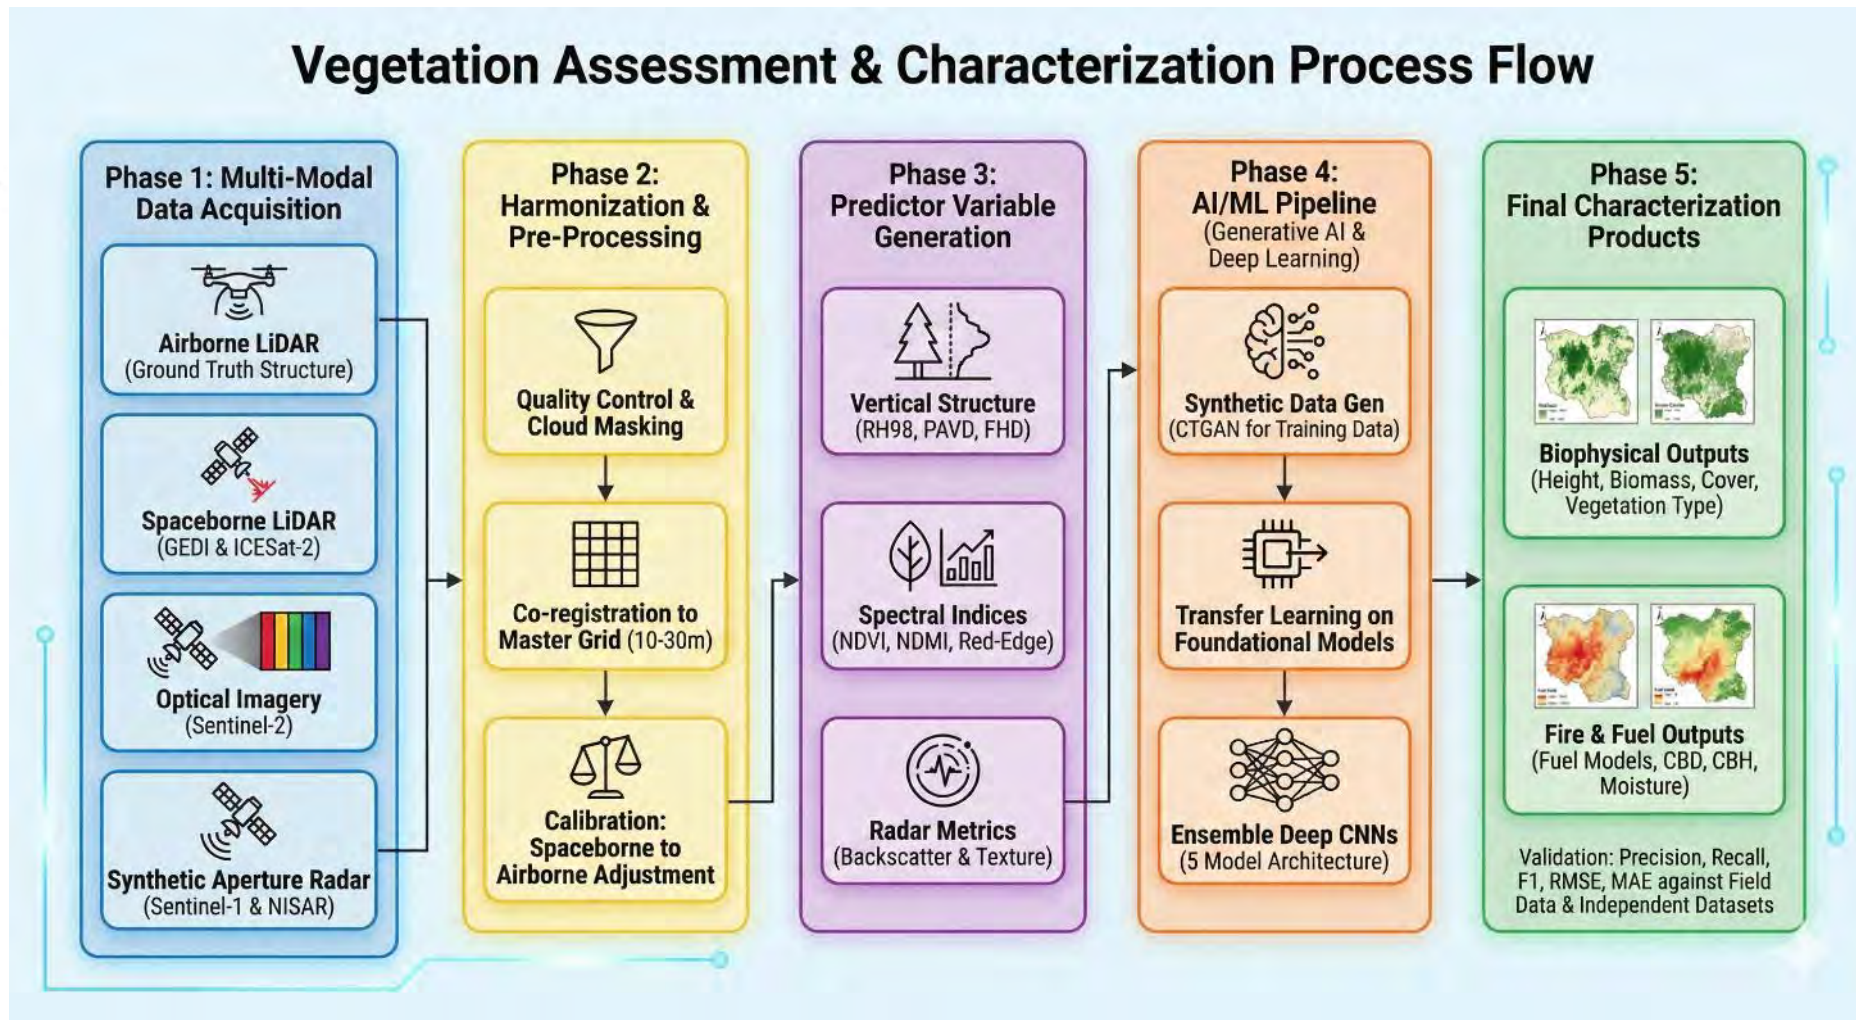 Vegetation Assessment & Characterization Process Flow
Phase 1: Multi-Modal
Data Acquisition
Airborne LiDAR
(Ground Truth Structure)
Spaceborne LiDAR
(GEDI & ICESat-2)
Optical Imagery
(Sentinel-2)
Synthetic Aperture Radar
(Sentinel-1 & NISAR)
Phase 2:
Harmonization &
Pre-Processing
Quality Control &
Cloud Masking
Co-registration to
Master Grid (10-30m)
Calibration:
Spaceborne to
Airborne Adjustment
Phase 3:
Predictor Variable
Generation
Vertical Structure
(RH98, PAVD, FHD)
Spectral Indices
(NDVI, NDMI, Red-Edge)
Radar Metrics
(Backscatter & Texture)
Phase 4:
AI/ML Pipeline
(Generative AI &
Deep Learning)
Synthetic Data Gen
(CTGAN for Training Data)
Transfer Learning on
Foundational Models
Ensemble Deep CNNs
(5 Model Architecture)
Phase 5:
Final Characterization
Products
Biophysical Outputs
(Height, Biomass, Cover,
Vegetation Type)
Fire & Fuel Outputs
(Fuel Models, CBD, CBH,
Moisture)
Validation: Precision, Recall,
F1, RMSE, MAE against Field
Data & Independent Datasets